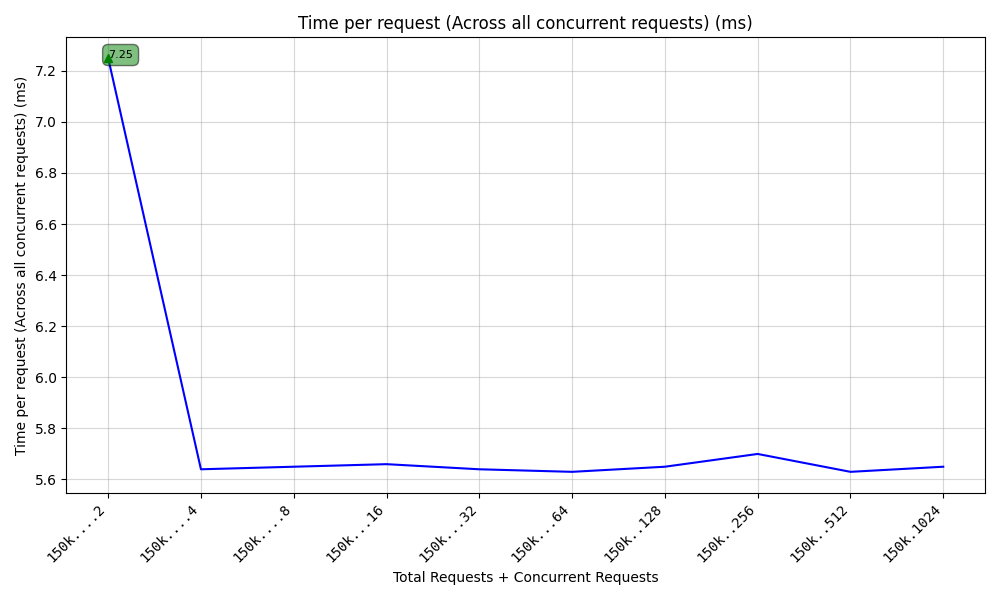 Time per request (Across all concurrent requests) (ms)
7.25
Time per request (Across all concurrent requests) (ms)
7.2
7.0
6.8
6.6
6.4
6.2
6.0
5.8
5.6
150k....2
150k....4
150k....8
150k...16
150k...32
150k...64
150k..128
150k..256
150k..512
150k.1024
Total Requests + Concurrent Requests